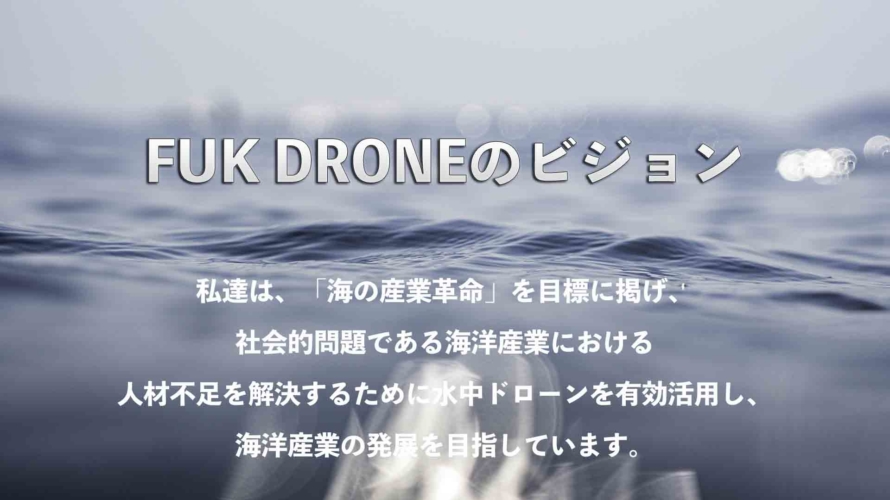 FUK DRONEのビジョン
私達は、「海の産業革命」を目標に掲げ、
社会的問題である海洋産業における
人材不足を解決するために水中ドローンを有効活用し、
海洋産業の発展を目指しています。